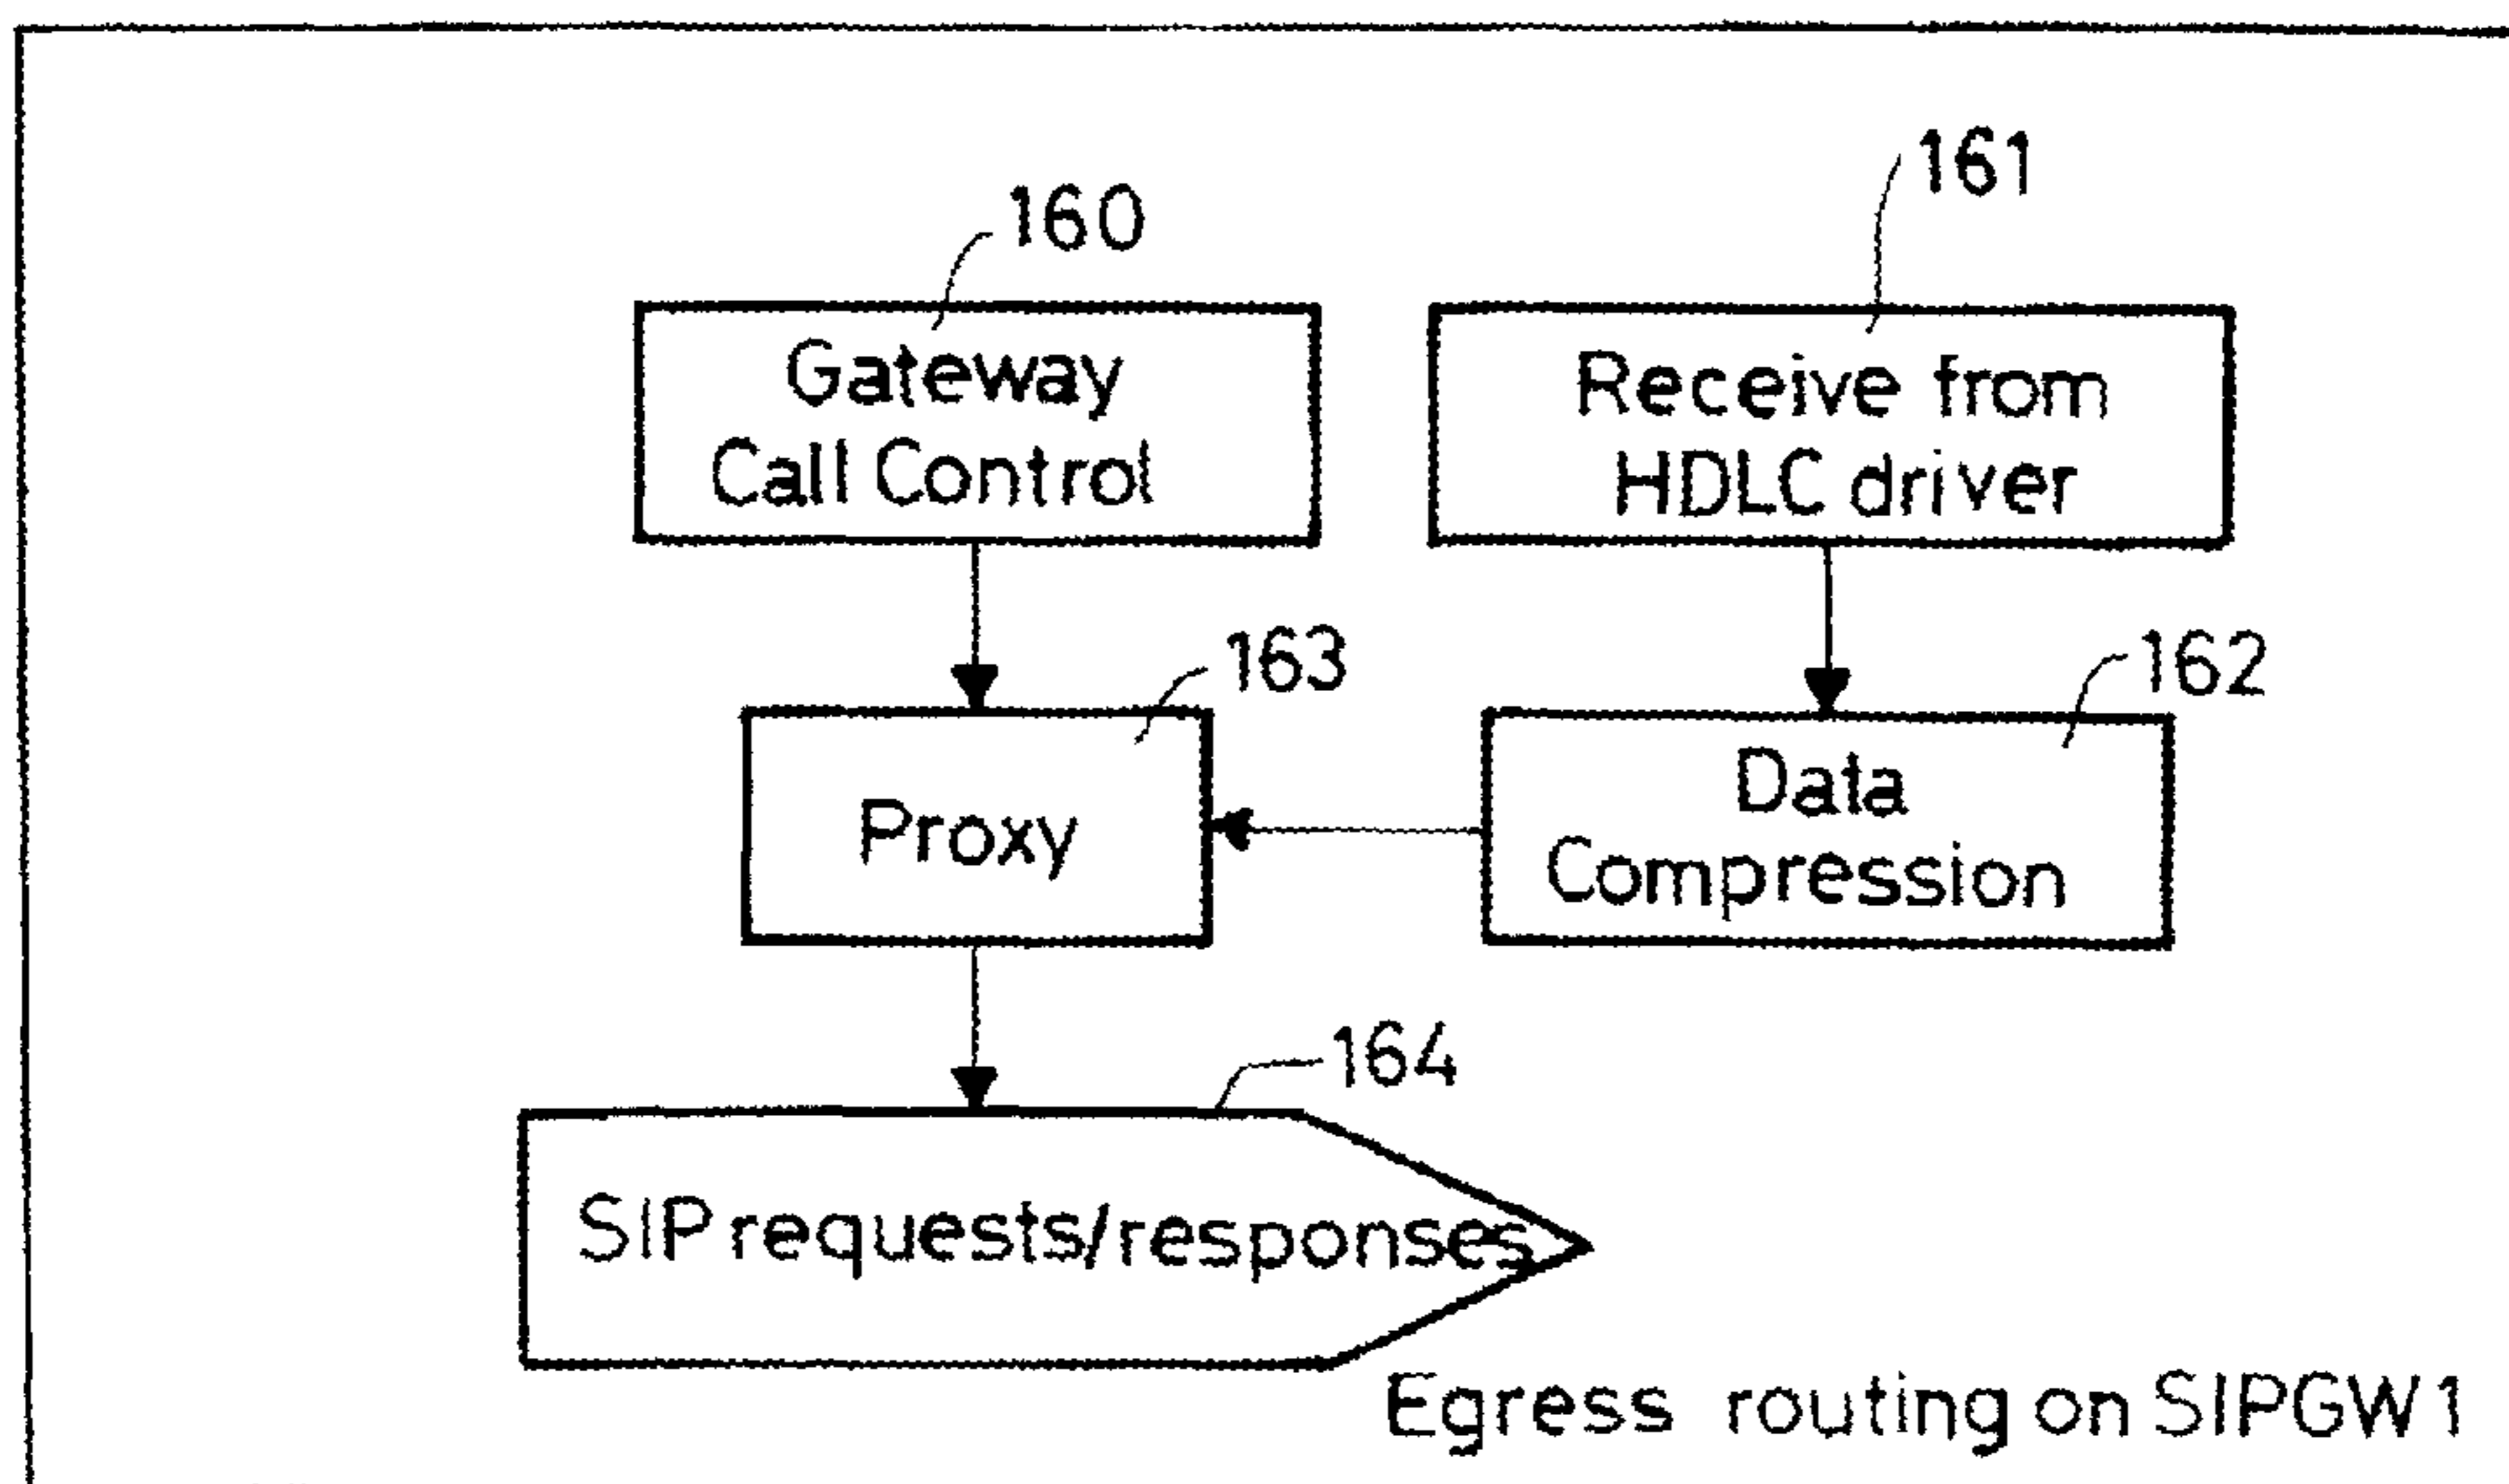 161
160
Gateway
Call Control
Receive from
HDLC driver
163
162
Proxy
Data
Compression
164
SIP requests/responses
Egress routing on SIPGW1